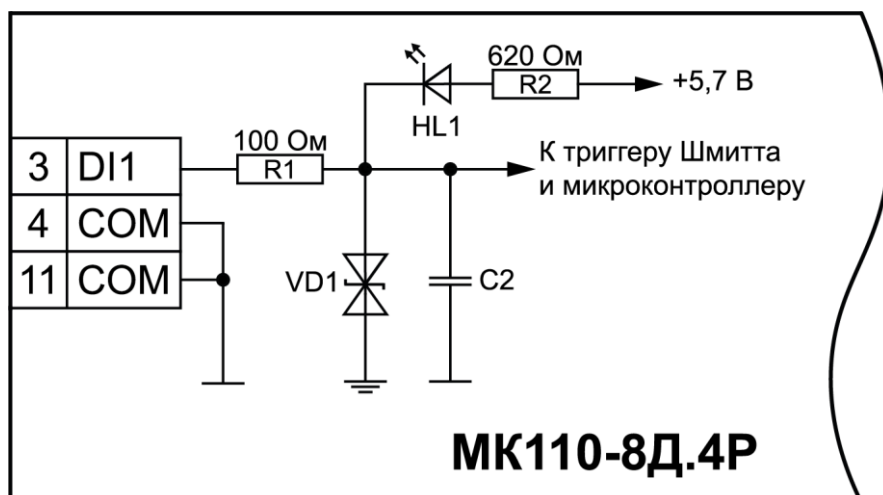 620 Ом
R2
+5,7 В
HL1
100 Ом
R1
К триггеру Шмитта
и микроконтроллеру
3 DI1
4 COM
11 COM
VD1
C2
МК110-8Д.4Р